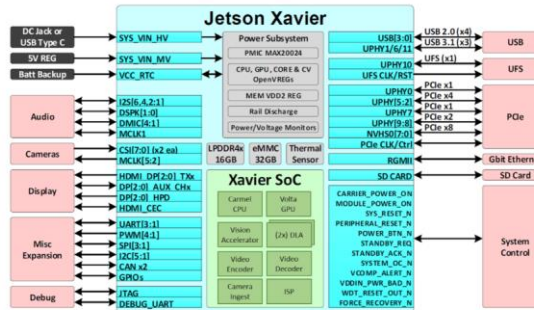 Jetson Xavier
DC Jack or
USB Type C
5V REG
Batt Backup
SYS_VIN_HV
SYS_VIN_MV
VCC_RTC
Power Subsystem
PMIC MAX20024
CPU, GPU, CORE & CV
OpenVREGs
MEM VDD2 REG
Rail Discharge
Power/Voltage Monitors
LPDDR4x
16GB
eMMC
32GB
Thermal
Sensor
Audio
I2S[6,4,2:1]
DSPK[1:0]
DMIC[4:1]
MCLK1
Cameras
CSI[7:0] (x2 ea)
MCLK[5:2]
Display
HDMI_DP[2:0]_TXx
DP[2:0]_AUX_CHx
DP[2:0]_HPD
HDMI_CEC
Misc
Expansion
UART[3:1]
PWM[4:1]
SPI[3:1]
I2C[5:1]
CAN x2
GPIOs
Debug
JTAG
DEBUG_UART
Xavier SoC
Carmel
CPU
Volta
GPU
Vision
Accelerator
(2x) DLA
Video
Encoder
Video
Decoder
Camera
Ingest
ISP
USB[3:0]
UPHY1/6/11
UPHY10
UFS CLK/RST
UPHY0
UPHY[5:2]
UPHY7
UPHY[9:8]
NVHS0[7:0]
PCIe CLK/Ctrl
RGMII
SD CARD
CARRIER_POWER_ON
MODULE_POWER_ON
SYS_RESET_N
PERIPHERAL_RESET_N
POWER_BTN_N
STANDBY_REQ
STANDBY_ACK_N
SYSTEM_OC_N
VCOMP_ALERT_N
VDDIN_PWR_BAD_N
WDT_RESET_OUT_N
FORCE_RECOVERY_N
USB 2.0 (x4)
USB 3.1 (x3)
UFS (x1)
PCIe x1
PCIe x4
PCIe x1
PCIe x2
PCIe x8
USB
UFS
PCIe
Gbit Ethern
SD Card
System
Control